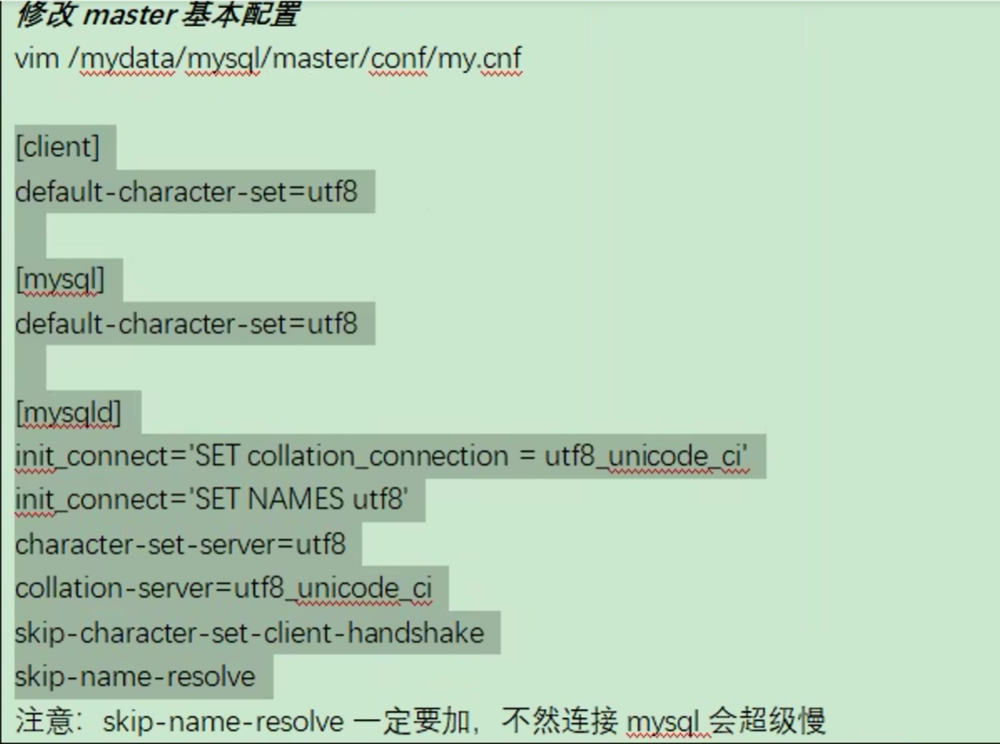 修改 master 基本配置
vim /mydata/mysql/master/conf/my.cnf
[client]
default-character-set=utf8
[mysql]
default-character-set=utf8
[mysqld]
init_connect='SET collation_connection = utf8_unicode_ci'
init_connect='SET NAMES utf8'
character-set-server=utf8
collation-server=utf8_unicode_ci
skip-character-set-client-handshake
skip-name-resolve
注意：skip-name-resolve 一定要加，不然连接 mysql 会超级慢